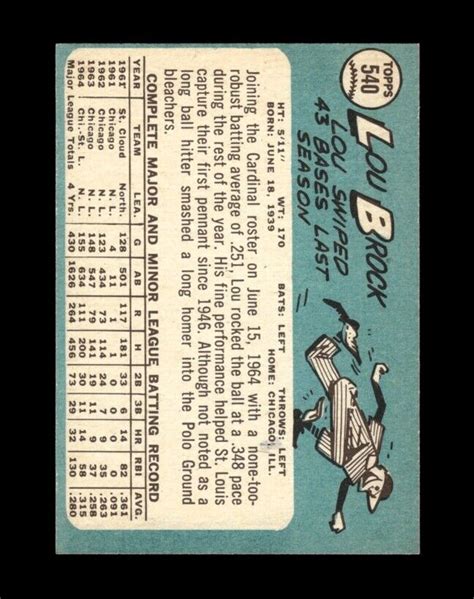 TOPPS
540
LOU BROCK
LOU SWIPED
43 BASES LAST
SEASON
HT: 5'11" WT: 170 BATS: LEFT THROWS: LEFT
BORN: JUNE 18, 1939 HOME: CHICAGO, ILL.
Joining the Cardinal roster on June 15, 1964 with a none-too-
robust batting average of .251, Lou rocked the ball at a .348 pace
during the rest of the year. His fine performance helped St. Louis
capture their first pennant since 1946. Although not noted as a
long ball hitter smashed a long homer into the Polo Ground
bleachers.
COMPLETE MAJOR AND MINOR LEAGUE BATTING RECORD
YEAR TEAM LEA. G AB R H 2B 3B HR RBI AVG.
1961 St. Cloud North. 128 501 117 181 33 6 14 82 .361
1961 Chicago N. L. 4 11 1 1 0 0 0 0 .091
1962 Chicago N. L. 123 434 73 114 24 7 9 35 .263
1963 Chicago N. L. 148 547 79 141 19 11 9 37 .258
1964 Chi.-St. L. N. L. 155 634 111 200 30 11 14 58 .315
Major League Totals 4 Yrs. 430 1626 264 456 73 29 32 130 .280